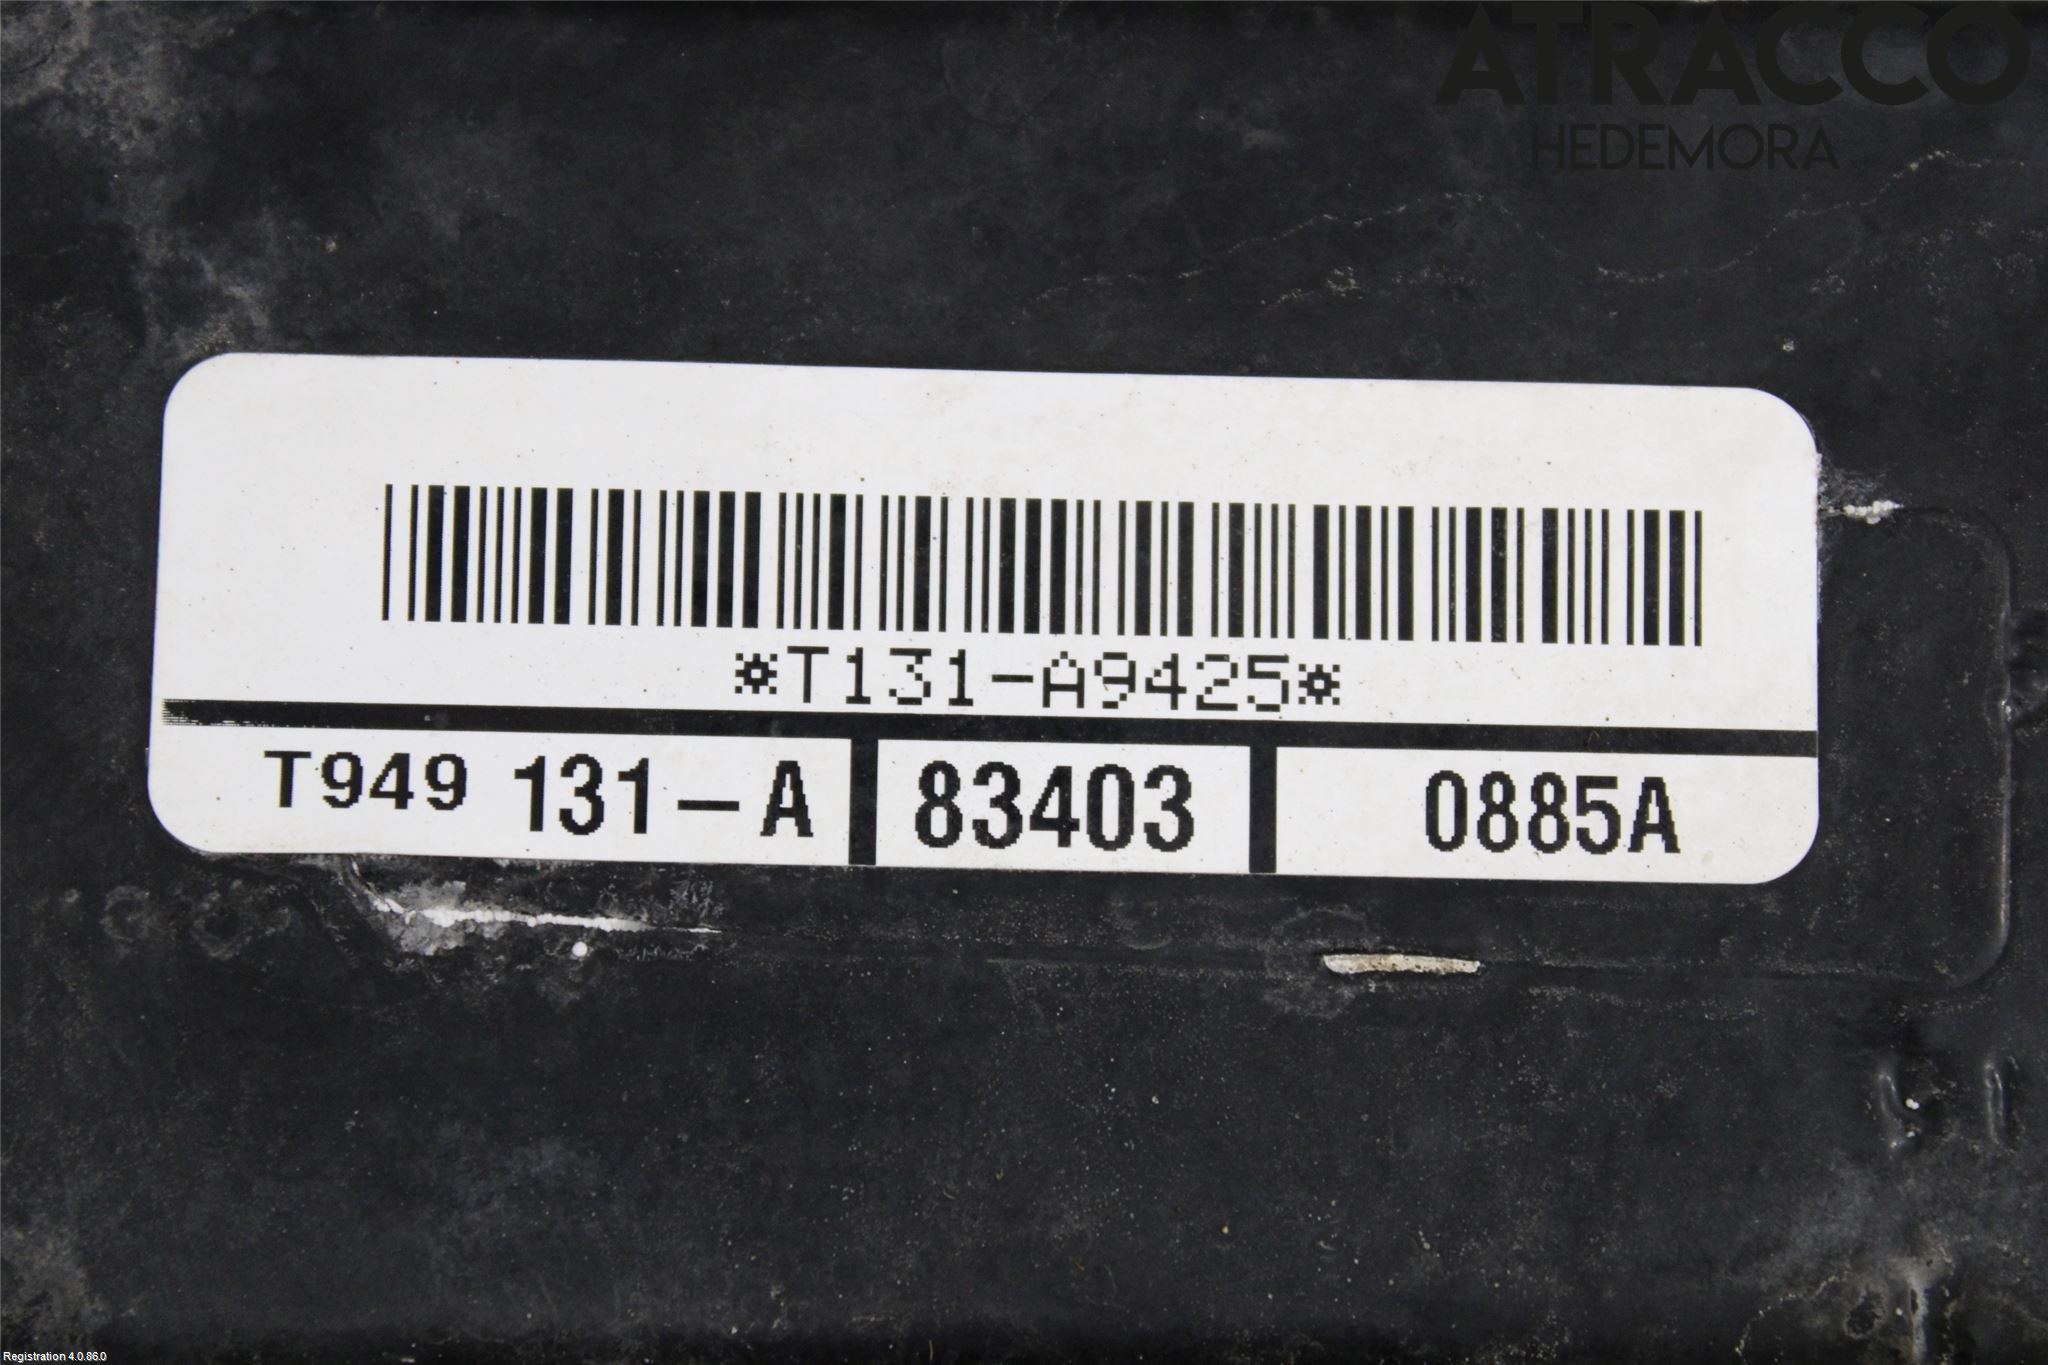 ATRACCO
HEDEMORA
*T131-A9425*
T949 131-A 83403 0885A
Registration 4.0.86.0